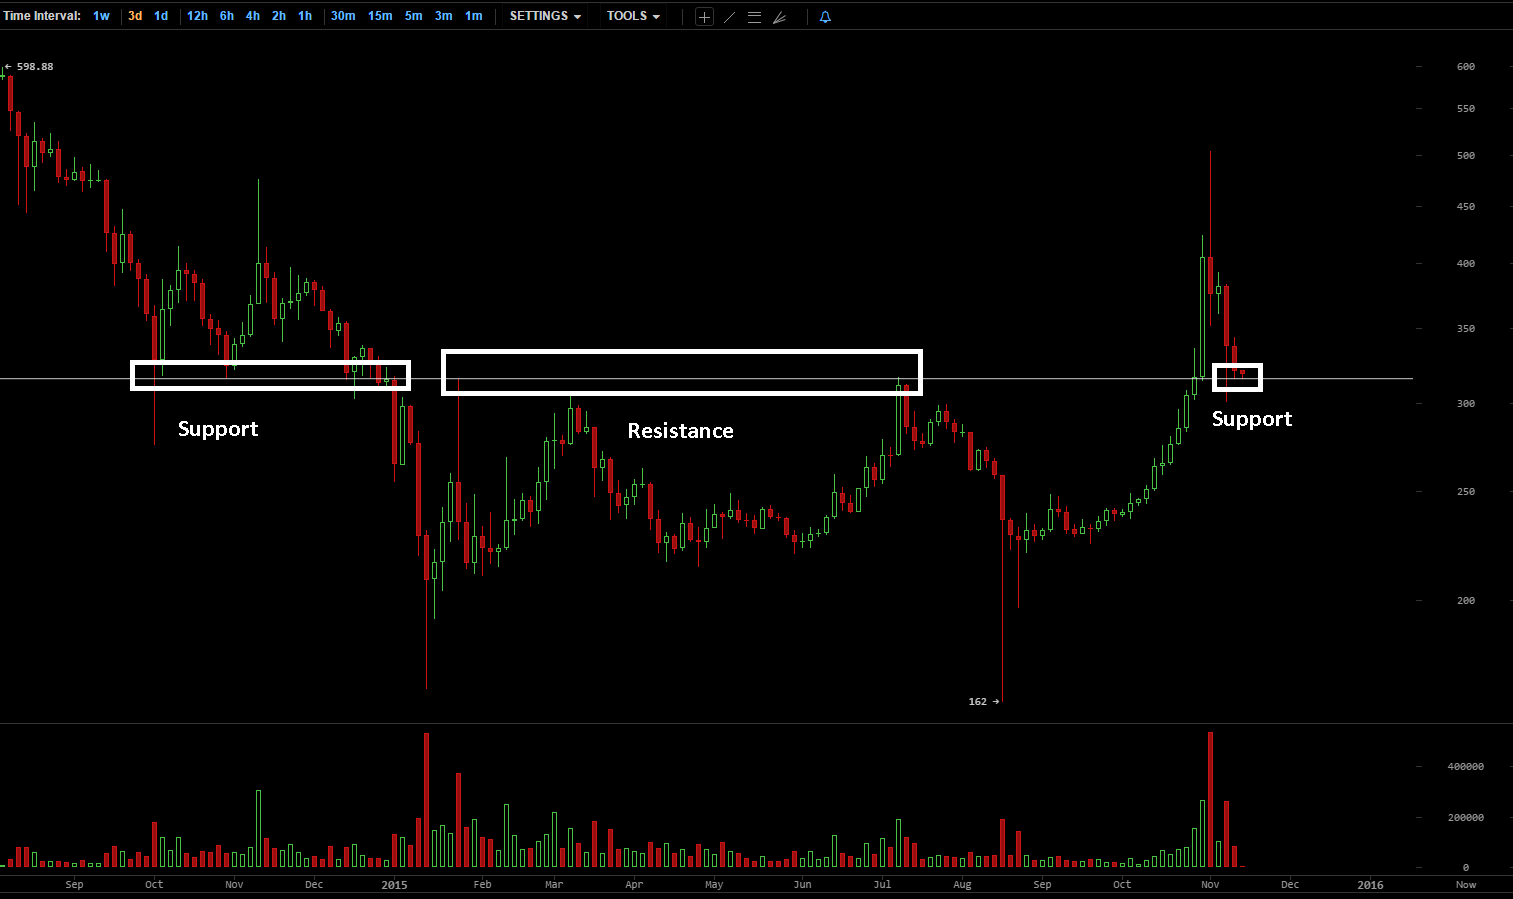 Time Interval: 1w 3d 1d 12h 6h 4h 2h 1h 30m 15m 5m 3m 1m SETTINGS TOOLS
← 598.88
600
550
500
450
400
350
300
250
200
Support
Resistance
Support
162 →
400000
200000
0
Sep Oct Nov Dec 2015 Feb Mar Apr May Jun Jul Aug Sep Oct Nov Dec 2016 Now